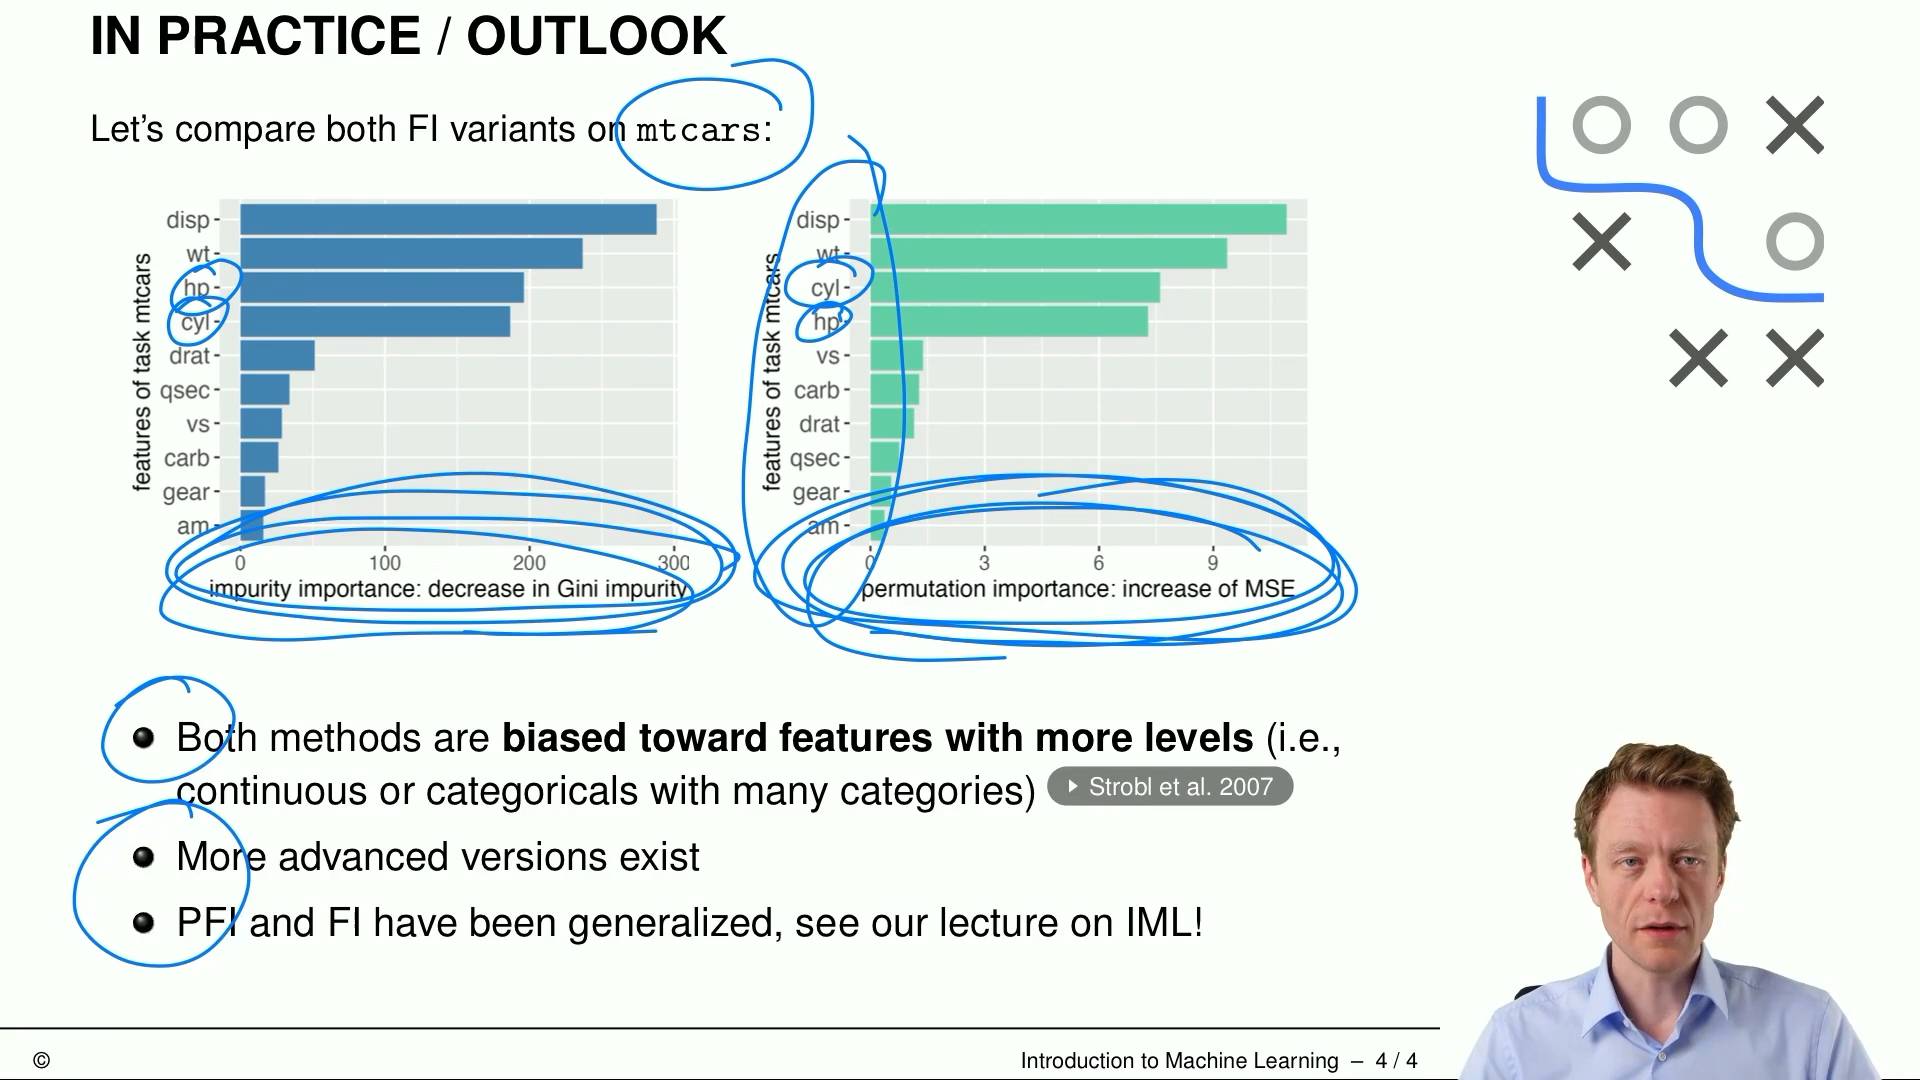 IN PRACTICE / OUTLOOK
Let's compare both FI variants on mtcars:
features of task mtcars
disp
wt
hp
cyl
drat
qsec
vs
carb
gear
am
0 100 200 300
impurity importance: decrease in Gini impurity
features of task mtcars
disp
wt
cyl
hp
vs
carb
drat
qsec
gear
am
0 3 6 9
permutation importance: increase of MSE
Both methods are biased toward features with more levels (i.e.,
continuous or categoricals with many categories) Strobl et al. 2007
More advanced versions exist
PFI and FI have been generalized, see our lecture on IML!
© Introduction to Machine Learning – 4 / 4